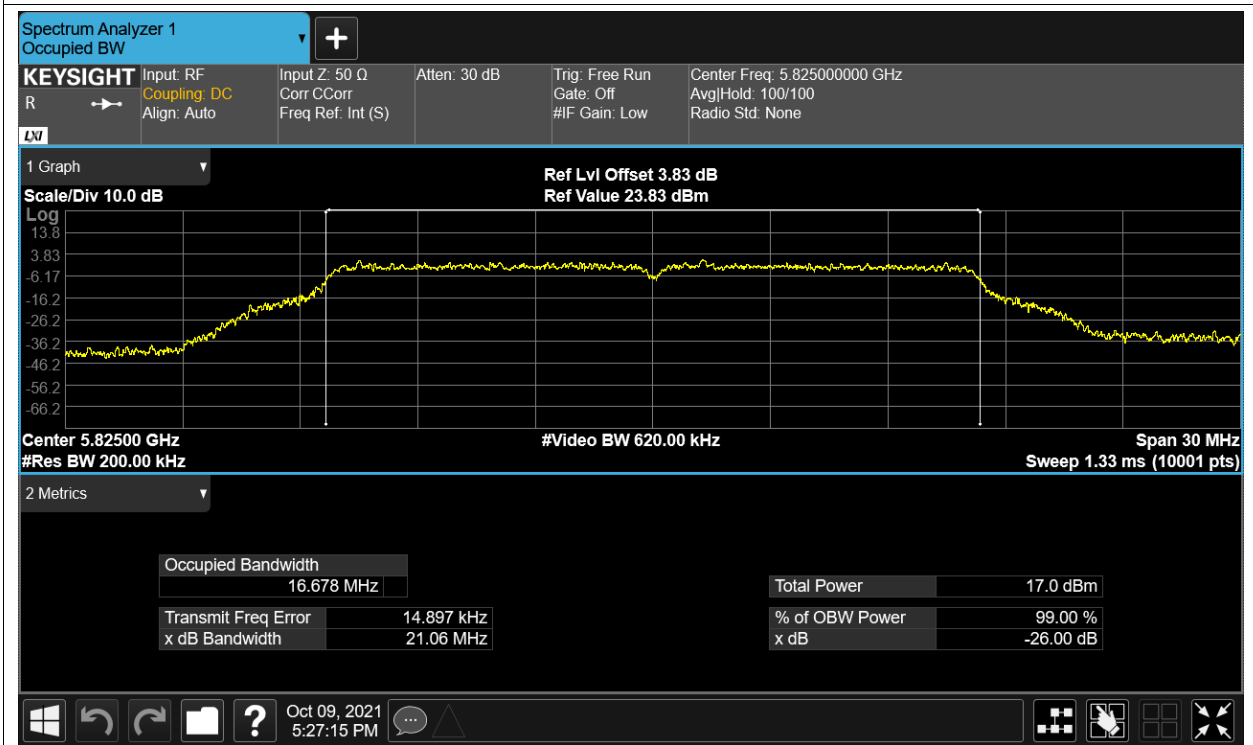 Spectrum Analyzer 1
Occupied BW
KEYSIGHT
R
LXI
Input: RF
Coupling: DC
Align: Auto
Input Z: 50 Ω
Corr CCorr
Freq Ref: Int (S)
Atten: 30 dB
Trig: Free Run
Gate: Off
#IF Gain: Low
Center Freq: 5.825000000 GHz
Avg|Hold: 100/100
Radio Std: None
1 Graph
Scale/Div 10.0 dB
Ref Lvl Offset 3.83 dB
Ref Value 23.83 dBm
Log
13.8
3.83
-6.17
-16.2
-26.2
-36.2
-46.2
-56.2
-66.2
Center 5.82500 GHz
#Video BW 620.00 kHz
Span 30 MHz
#Res BW 200.00 kHz
Sweep 1.33 ms (10001 pts)
2 Metrics
Occupied Bandwidth
16.678 MHz
Transmit Freq Error 14.897 kHz
x dB Bandwidth 21.06 MHz
Total Power 17.0 dBm
% of OBW Power 99.00 %
x dB -26.00 dB
?
Oct 09, 2021
5:27:15 PM